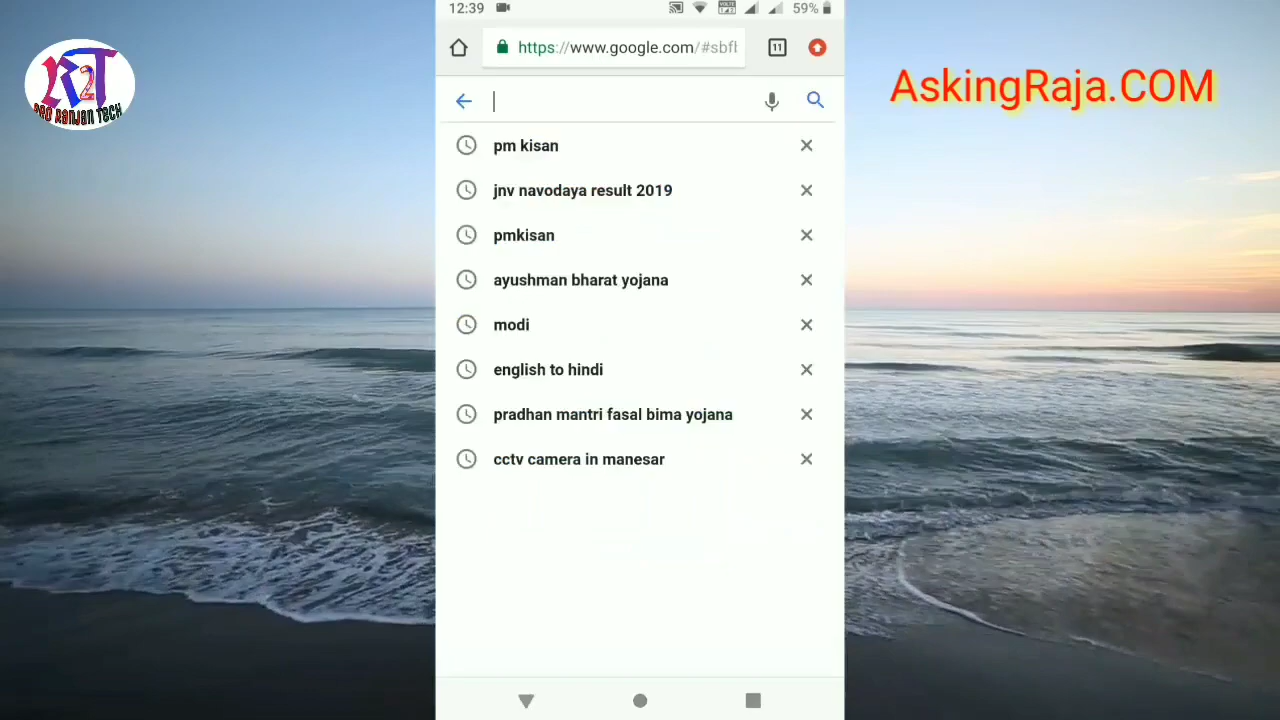 12:39
59%
https://www.google.com/#sbfl
11
AskingRaja.COM
pm kisan
jnv navodaya result 2019
pmkisan
ayushman bharat yojana
modi
english to hindi
pradhan mantri fasal bima yojana
cctv camera in manesar